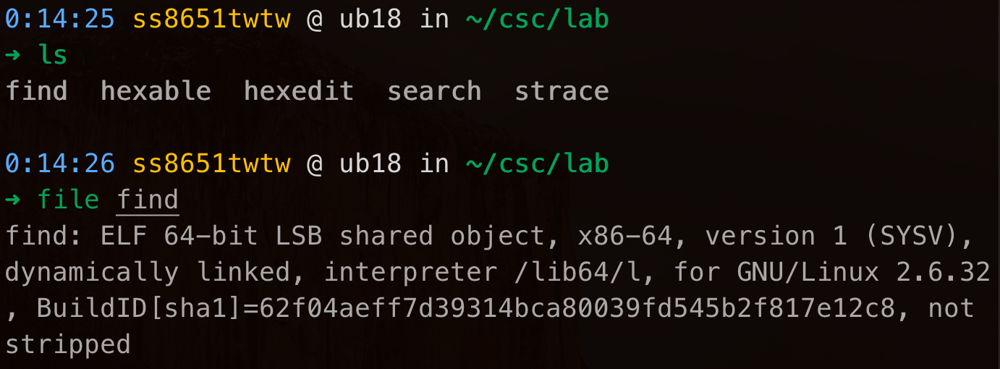 0:14:25 ss8651twtw @ ub18 in ~/csc/lab
→ ls
find  hexable  hexedit  search  strace
0:14:26 ss8651twtw @ ub18 in ~/csc/lab
→ file find
find: ELF 64-bit LSB shared object, x86-64, version 1 (SYSV),
dynamically linked, interpreter /lib64/l, for GNU/Linux 2.6.32
, BuildID[sha1]=62f04aeff7d39314bca80039fd545b2f817e12c8, not
stripped